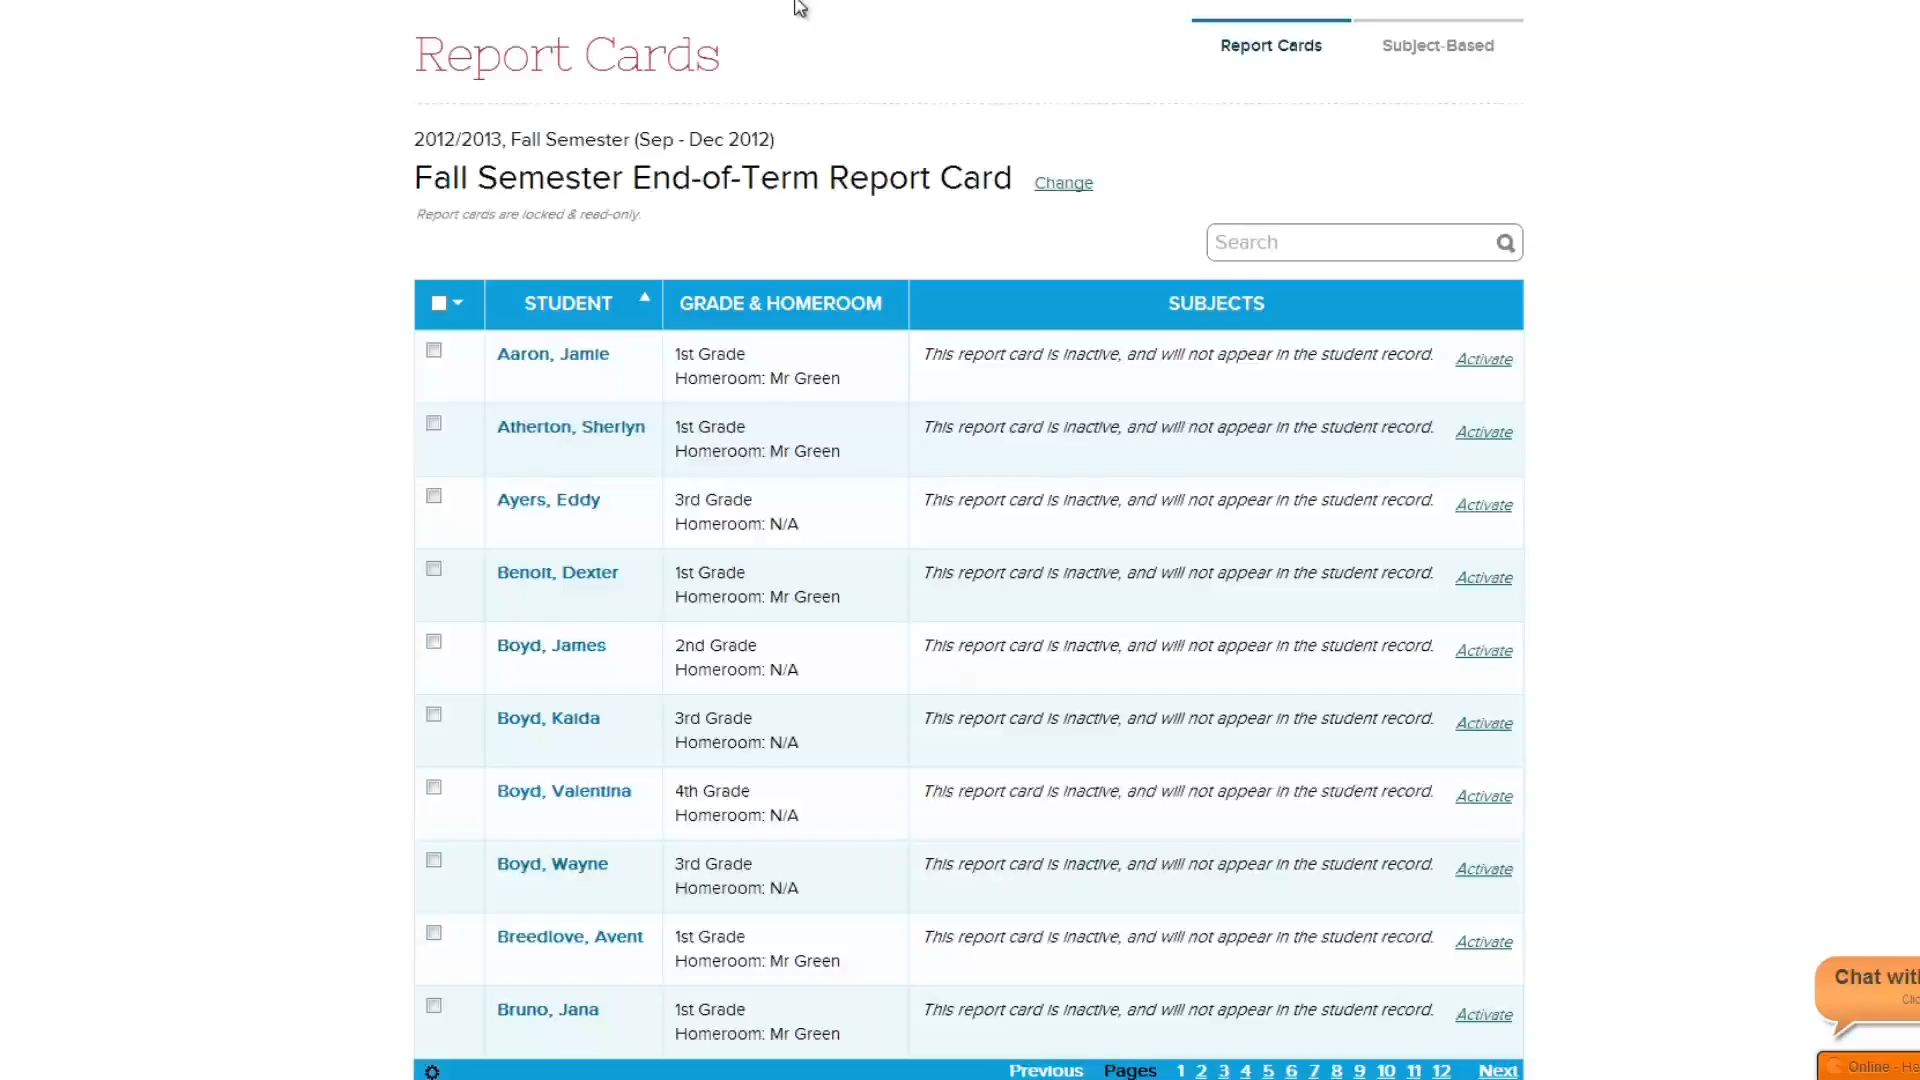 Report Cards
Report Cards
Subject-Based
2012/2013, Fall Semester (Sep - Dec 2012)
Fall Semester End-of-Term Report Card Change
Report cards are locked & read-only.
Search
STUDENT GRADE & HOMEROOM SUBJECTS
Aaron, Jamie 1st Grade This report card is inactive, and will not appear in the student record. Activate
Homeroom: Mr Green
Atherton, Sherlyn 1st Grade This report card is inactive, and will not appear in the student record. Activate
Homeroom: Mr Green
Ayers, Eddy 3rd Grade This report card is inactive, and will not appear in the student record. Activate
Homeroom: N/A
Benoit, Dexter 1st Grade This report card is inactive, and will not appear in the student record. Activate
Homeroom: Mr Green
Boyd, James 2nd Grade This report card is inactive, and will not appear in the student record. Activate
Homeroom: N/A
Boyd, Kaida 3rd Grade This report card is inactive, and will not appear in the student record. Activate
Homeroom: N/A
Boyd, Valentina 4th Grade This report card is inactive, and will not appear in the student record. Activate
Homeroom: N/A
Boyd, Wayne 3rd Grade This report card is inactive, and will not appear in the student record. Activate
Homeroom: N/A
Breedlove, Avent 1st Grade This report card is inactive, and will not appear in the student record. Activate
Homeroom: Mr Green
Bruno, Jana 1st Grade This report card is inactive, and will not appear in the student record. Activate
Homeroom: Mr Green
Previous Pages 1 2 3 4 5 6 7 8 9 10 11 12 Next
Chat wit
Online - He